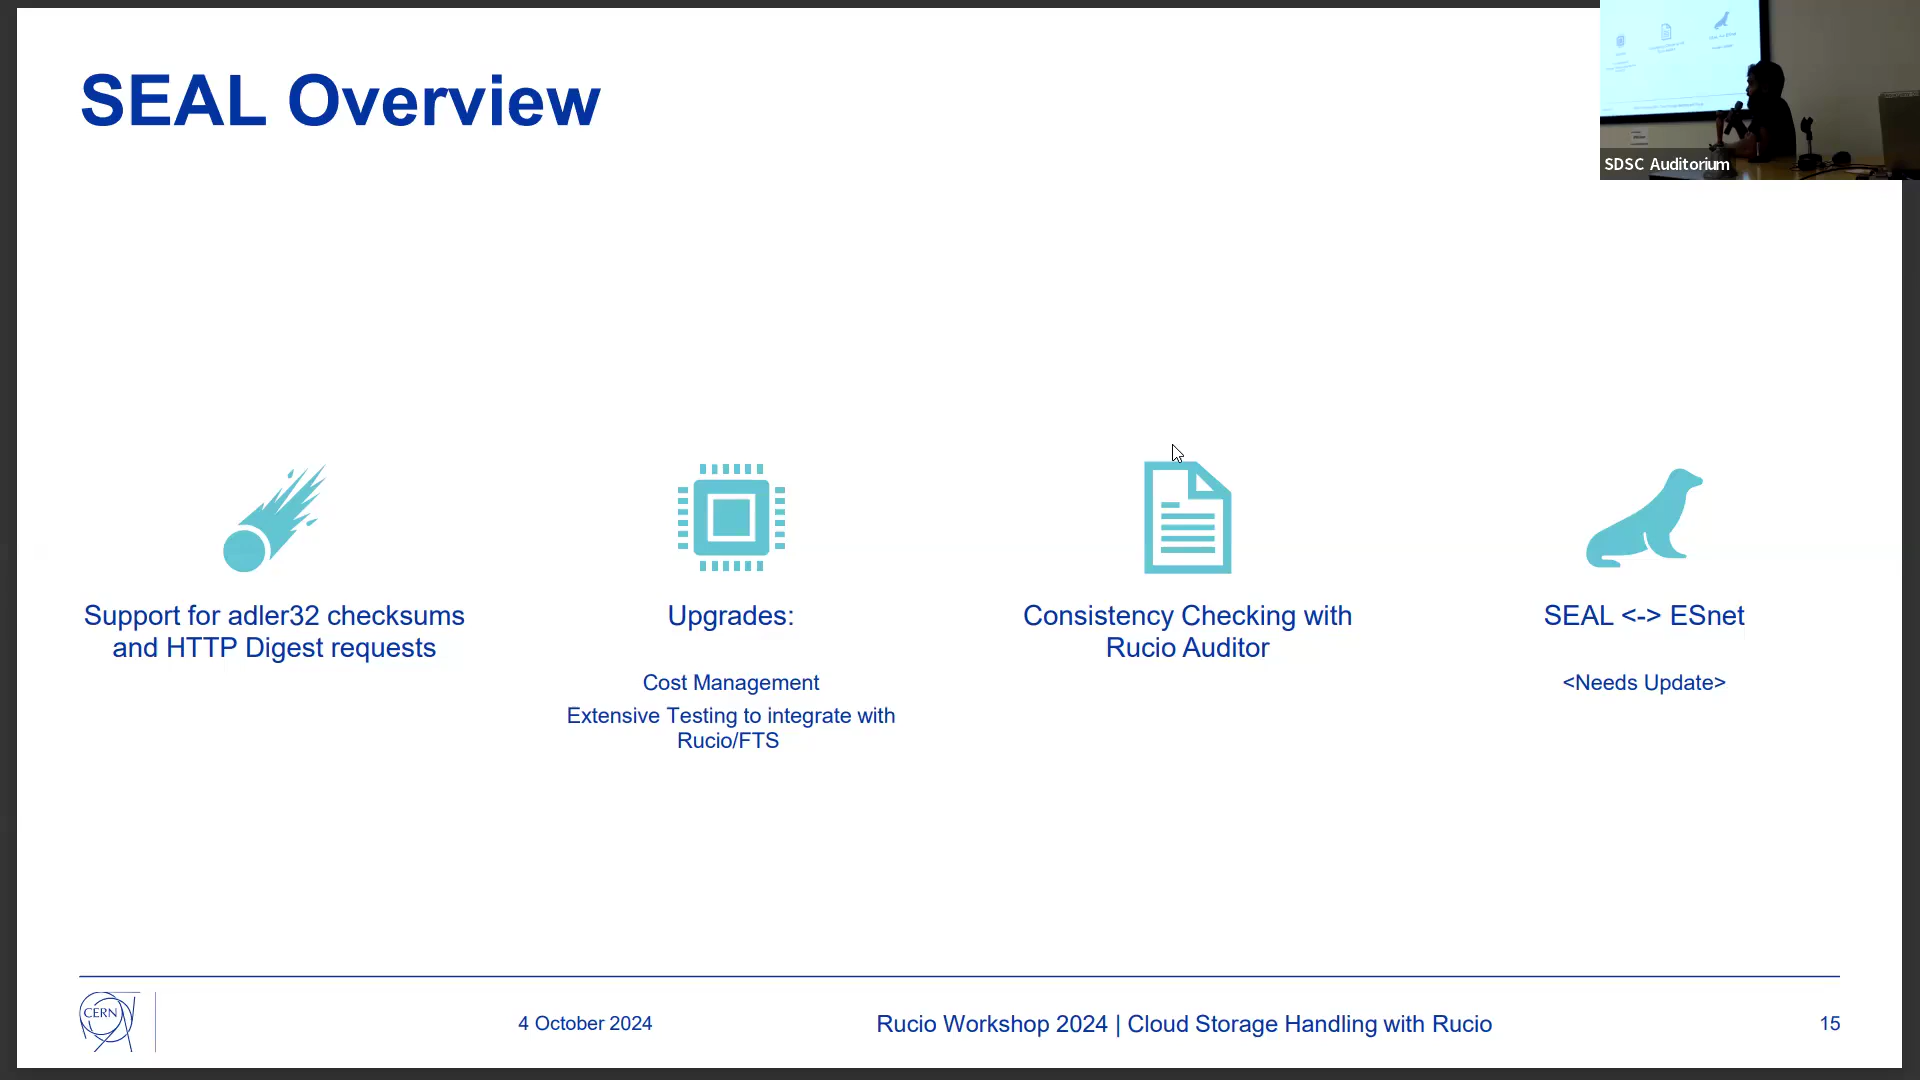 SEAL Overview
SDSC Auditorium
Support for adler32 checksums
and HTTP Digest requests
Upgrades:
Cost Management
Extensive Testing to integrate with
Rucio/FTS
Consistency Checking with
Rucio Auditor
SEAL <-> ESnet
<Needs Update>
CERN
4 October 2024
Rucio Workshop 2024 | Cloud Storage Handling with Rucio
15